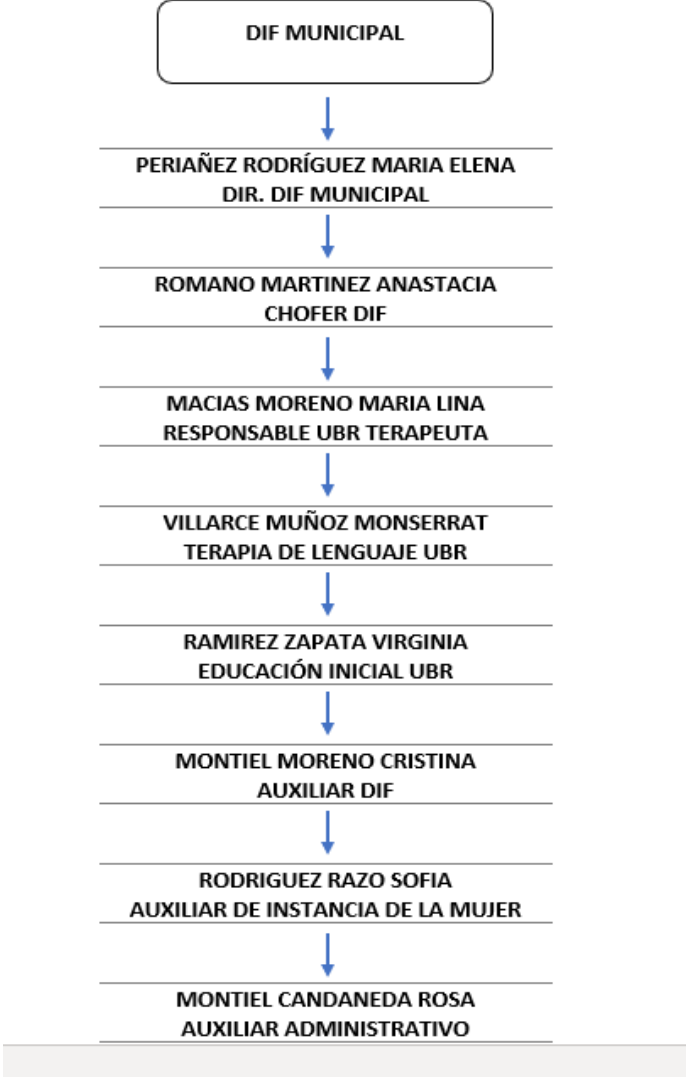 DIF MUNICIPAL
PERIAÑEZ RODRÍGUEZ MARIA ELENA
DIR. DIF MUNICIPAL
ROMANO MARTINEZ ANASTACIA
CHOFER DIF
MACIAS MORENO MARIA LINA
RESPONSABLE UBR TERAPEUTA
VILLARCE MUÑOZ MONSERRAT
TERAPIA DE LENGUAJE UBR
RAMIREZ ZAPATA VIRGINIA
EDUCACIÓN INICIAL UBR
MONTIEL MORENO CRISTINA
AUXILIAR DIF
RODRIGUEZ RAZO SOFIA
AUXILIAR DE INSTANCIA DE LA MUJER
MONTIEL CANDANEDA ROSA
AUXILIAR ADMINISTRATIVO